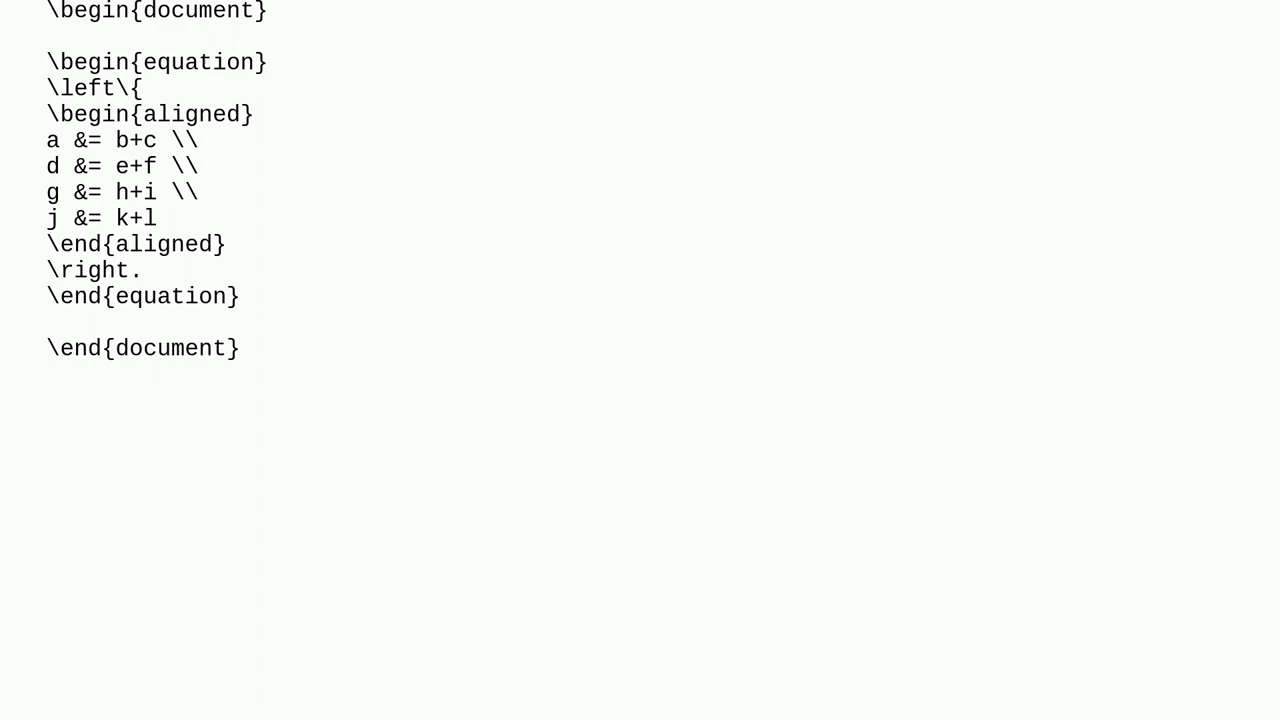 \begin{document}

\begin{equation}
\left\{
\begin{aligned}
a &= b+c \\
d &= e+f \\
g &= h+i \\
j &= k+l
\end{aligned}
\right.
\end{equation}

\end{document}